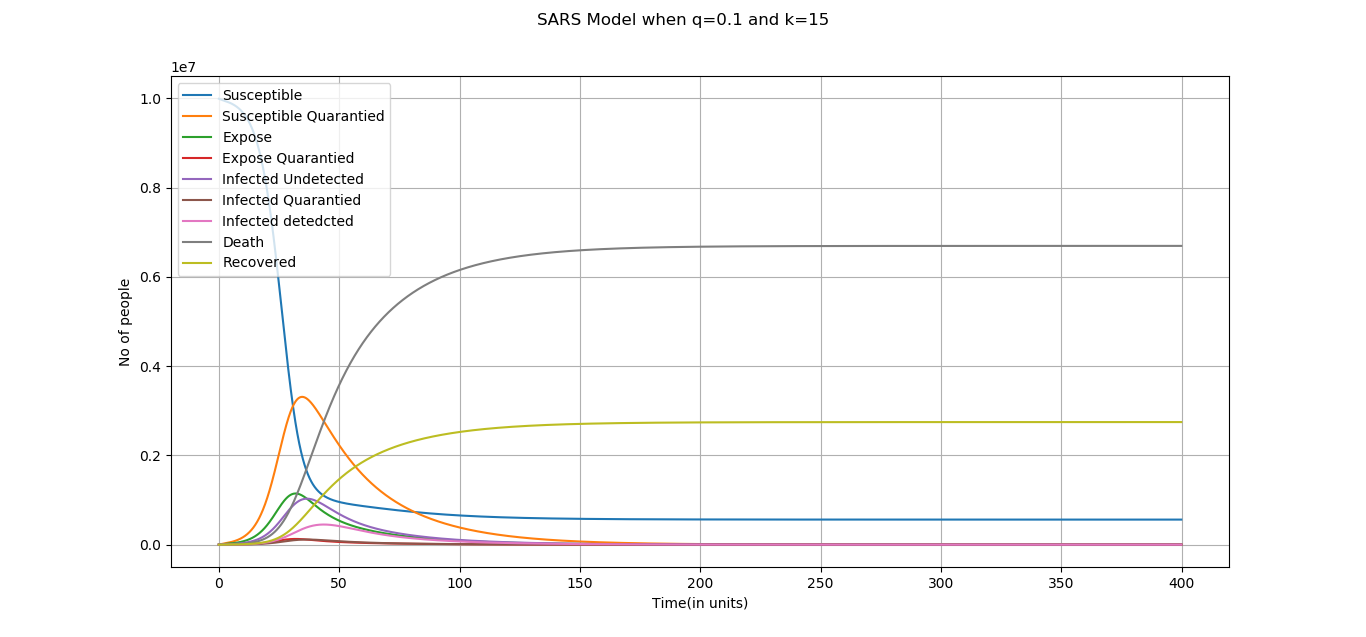 SARS Model when q=0.1 and k=15
1e7
1.0
0.8
0.6
0.4
0.2
0.0
No of people
Susceptible
Susceptible Quarantied
Expose
Expose Quarantied
Infected Undetected
Infected Quarantied
Infected detedcted
Death
Recovered
0 50 100 150 200 250 300 350 400
Time(in units)